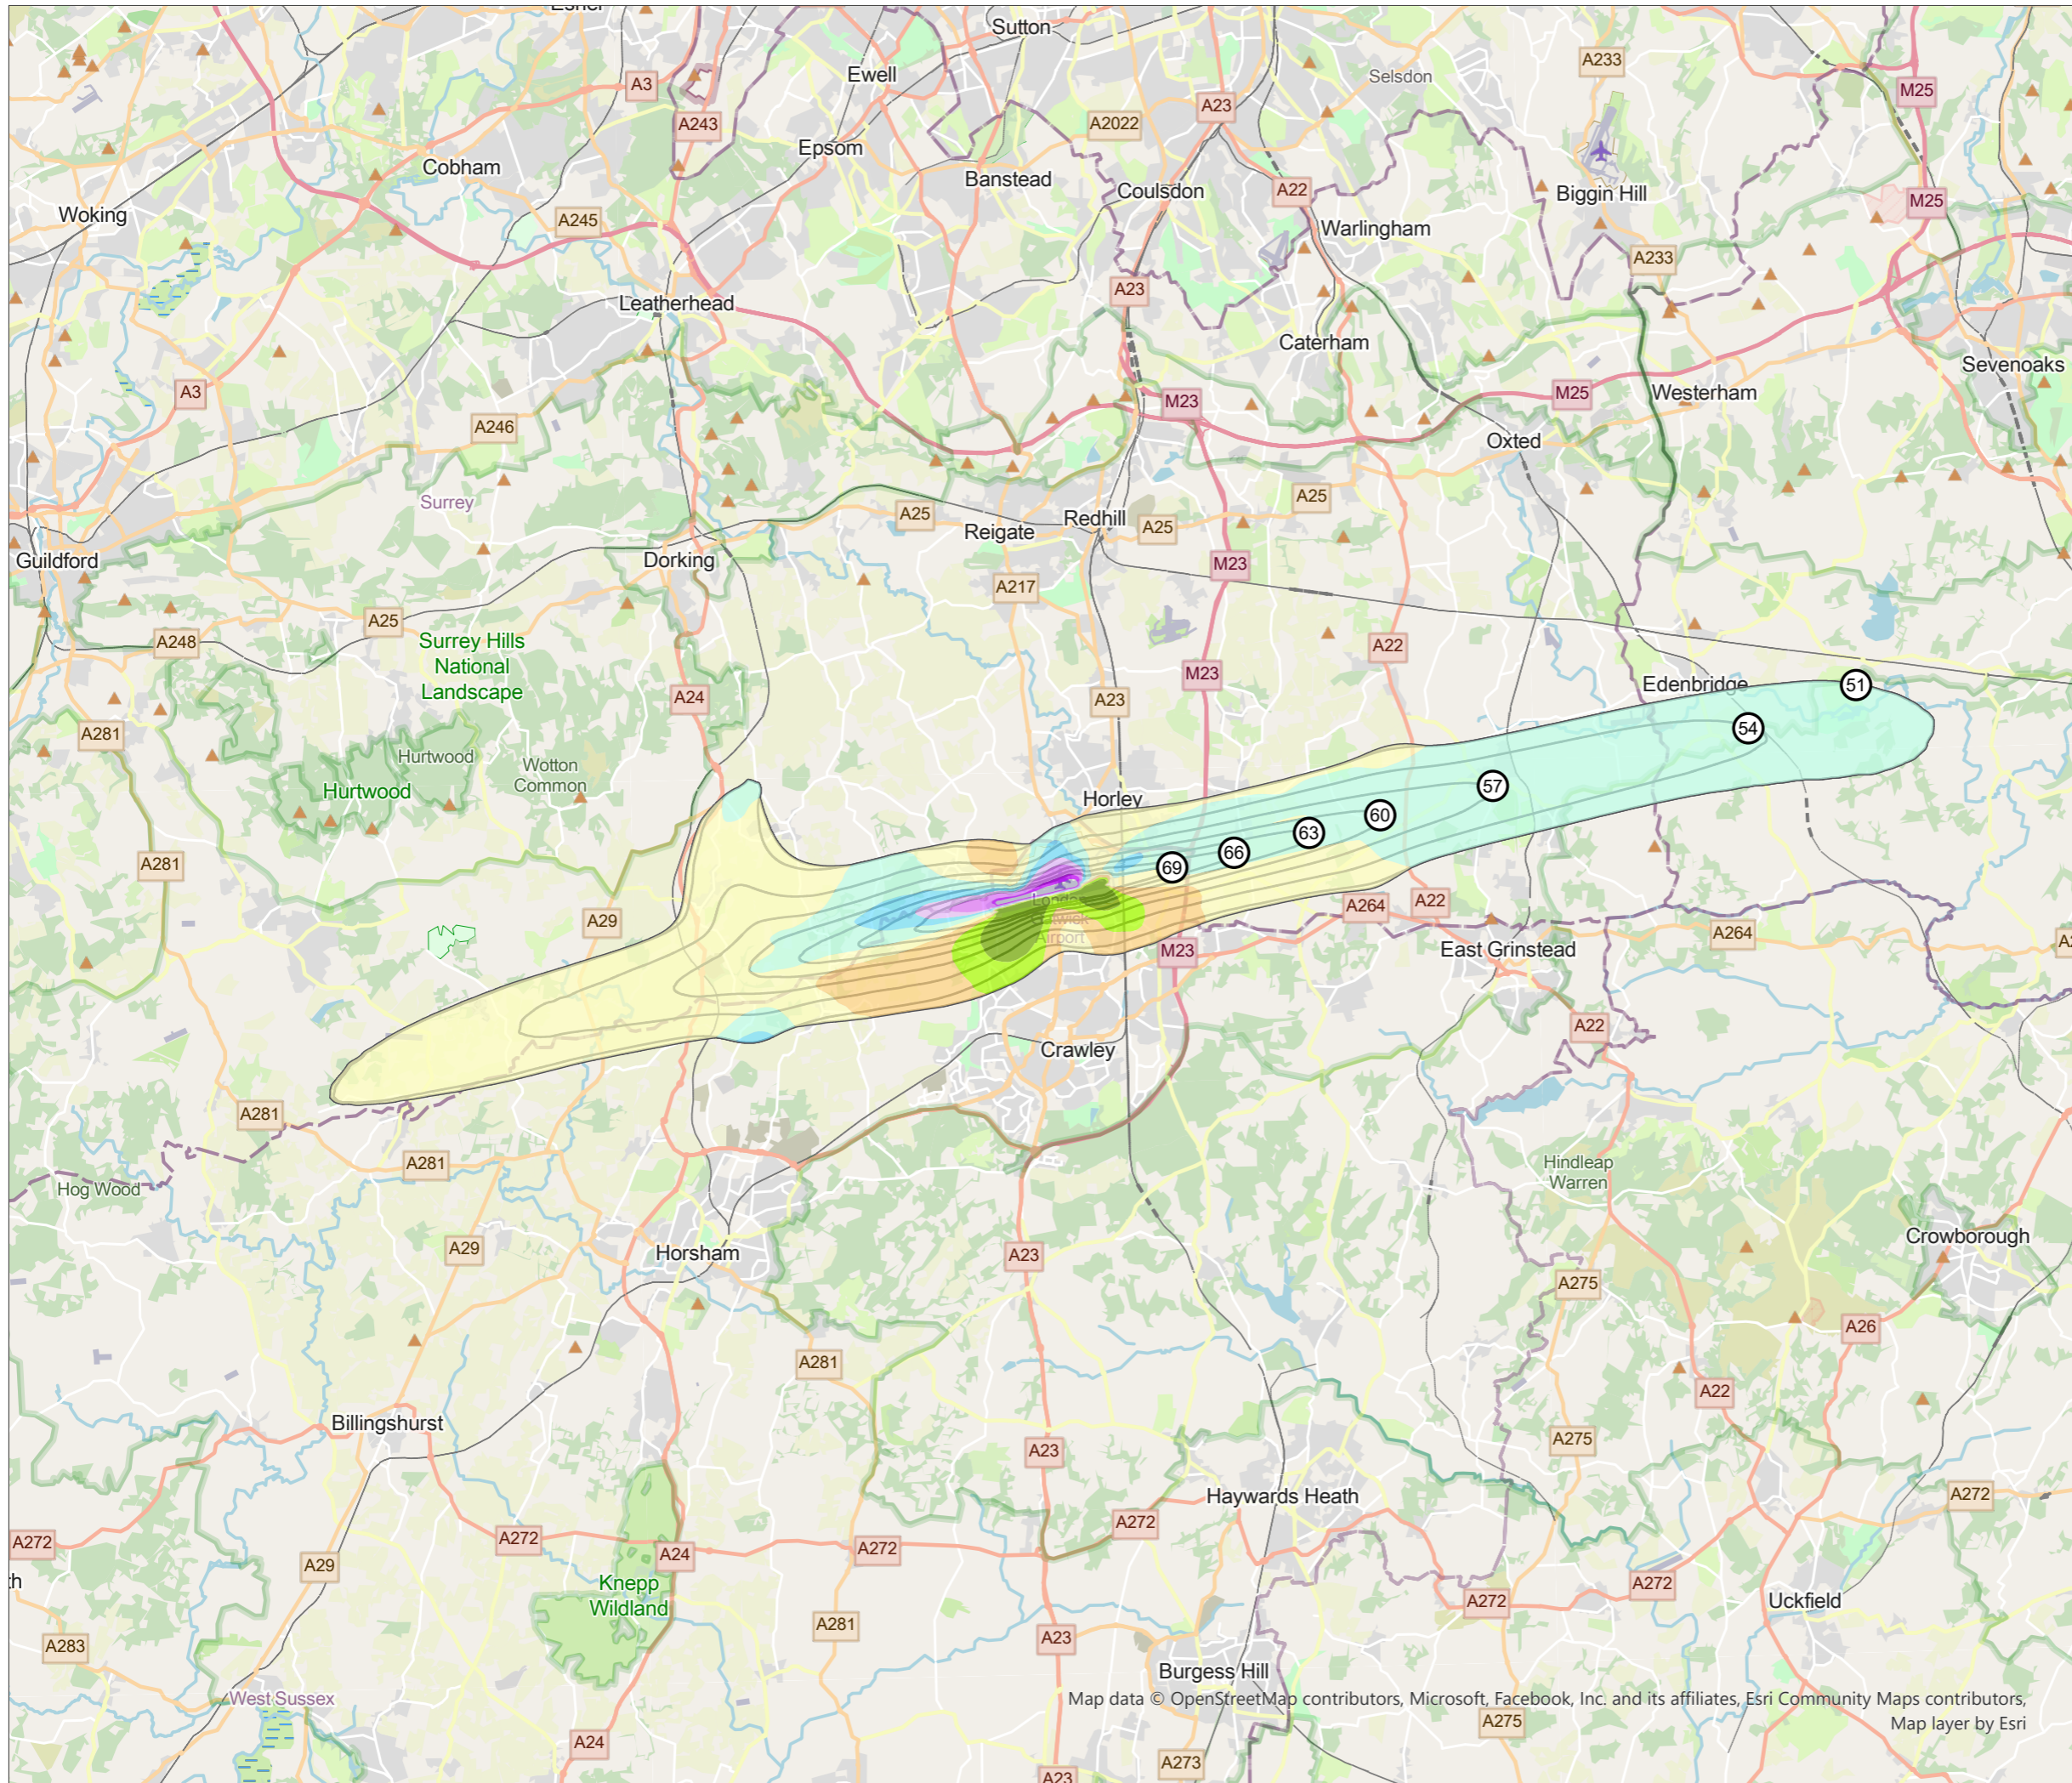 Sutton
Ewell
Selsdon
A233
A3
M25
A243
A23
A2022
Epsom
Cobham
Banstead
Coulsdon
A22
Biggin Hill
M25
Woking
A245
Warlingham
A233
Leatherhead
A23
Caterham
Sevenoaks
A3
M23
M25
Westerham
A246
Oxted
Surrey
A25
A25
Reigate
Redhill
A25
Guildford
Dorking
M23
A217
A25
A248
Surrey Hills
National
Landscape
A22
M23
Edenbridge
51
A24
A23
54
A281
Hurtwood
Wotton
Common
Hurtwood
57
Horley
60
63
66
69
A281
A29
A264
A22
London
Gatwick
Airport
A264
M23
East Grinstead
A22
Crawley
A281
A281
Hindleap
Warren
Hog Wood
A29
Horsham
A23
Crowborough
A275
A26
A281
A22
Billingshurst
A275
A23
Haywards Heath
A272
A272
A272
A272
A24
A272
A29
Knepp
Wildland
A272
A272
Uckfield
A281
A283
A23
Burgess Hill
West Sussex
Map data © OpenStreetMap contributors, Microsoft, Facebook, Inc. and its affiliates, Esri Community Maps contributors,
Map layer by Esri
A275
A24
A273
A23